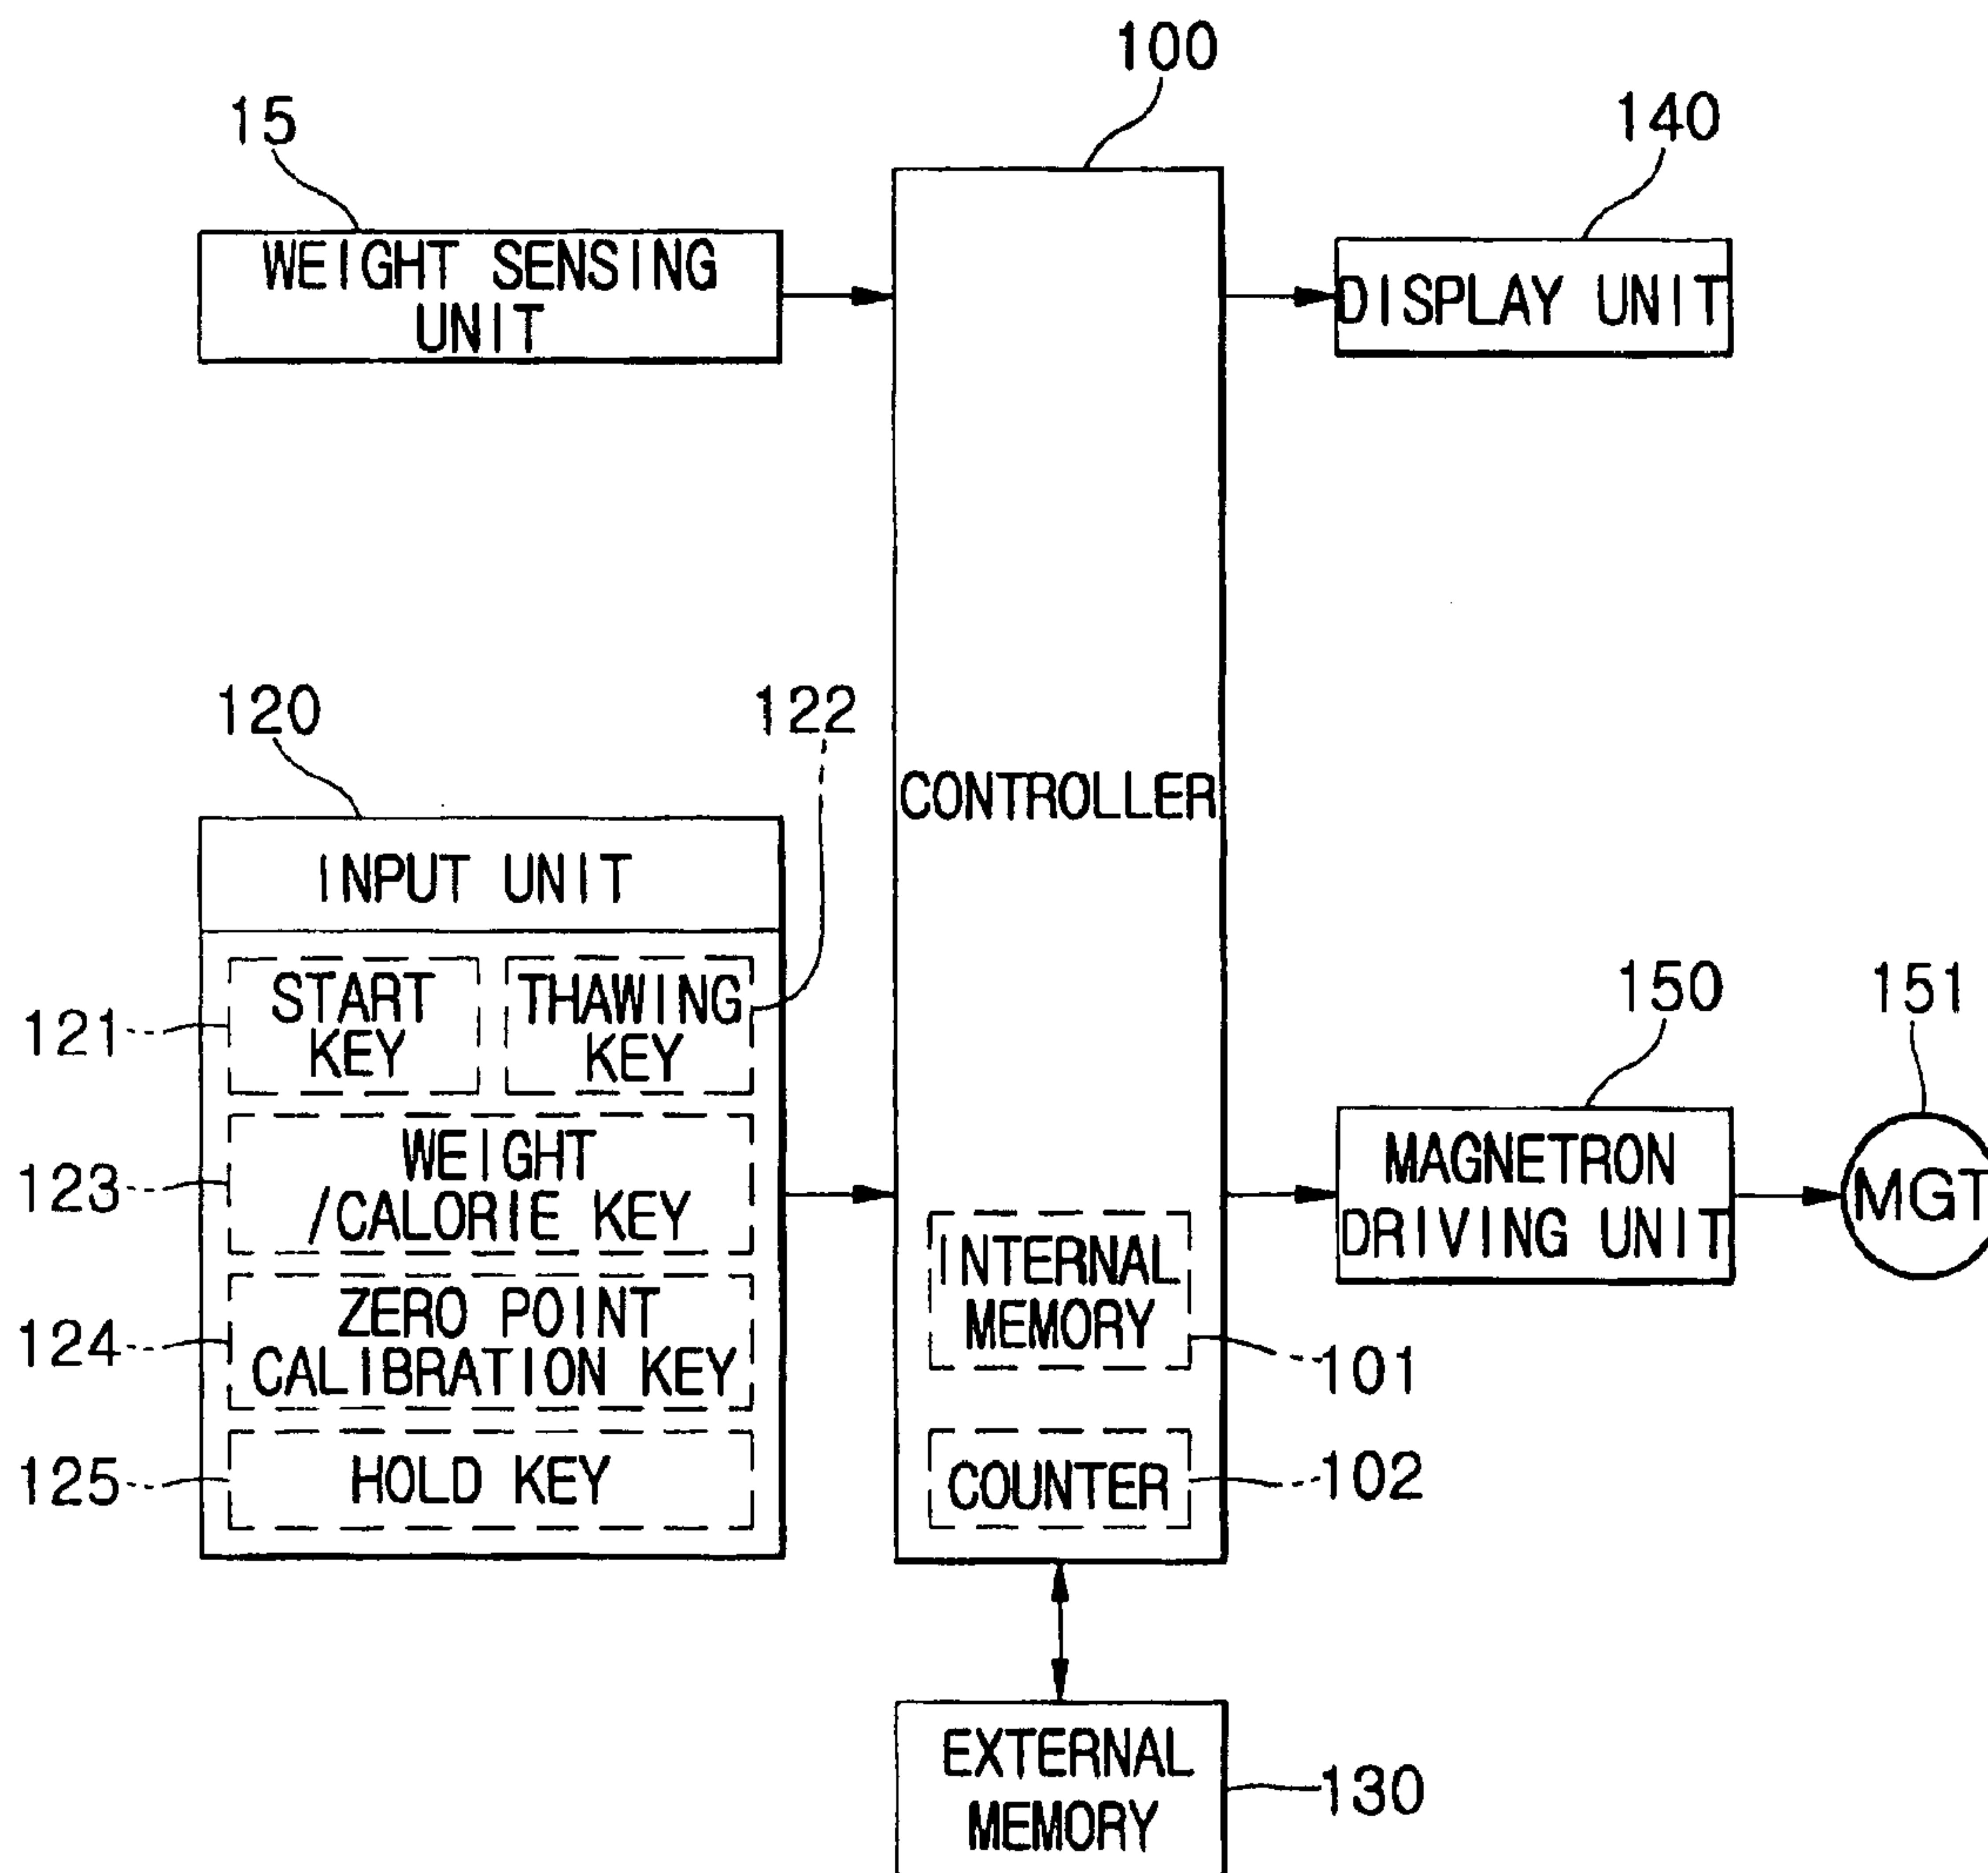 100
15
140
WEIGHT SENSING
UNIT
DISPLAY UNIT
120
122
CONTROLLER
INPUT UNIT
START
KEY
THAWING
KEY
121
150
151
WEIGHT
/CALORIE KEY
123
MAGNETRON
DRIVING UNIT
MGT
INTERNAL
MEMORY
101
ZERO POINT
CALIBRATION KEY
124
HOLD KEY
125
COUNTER
102
EXTERNAL
MEMORY
130